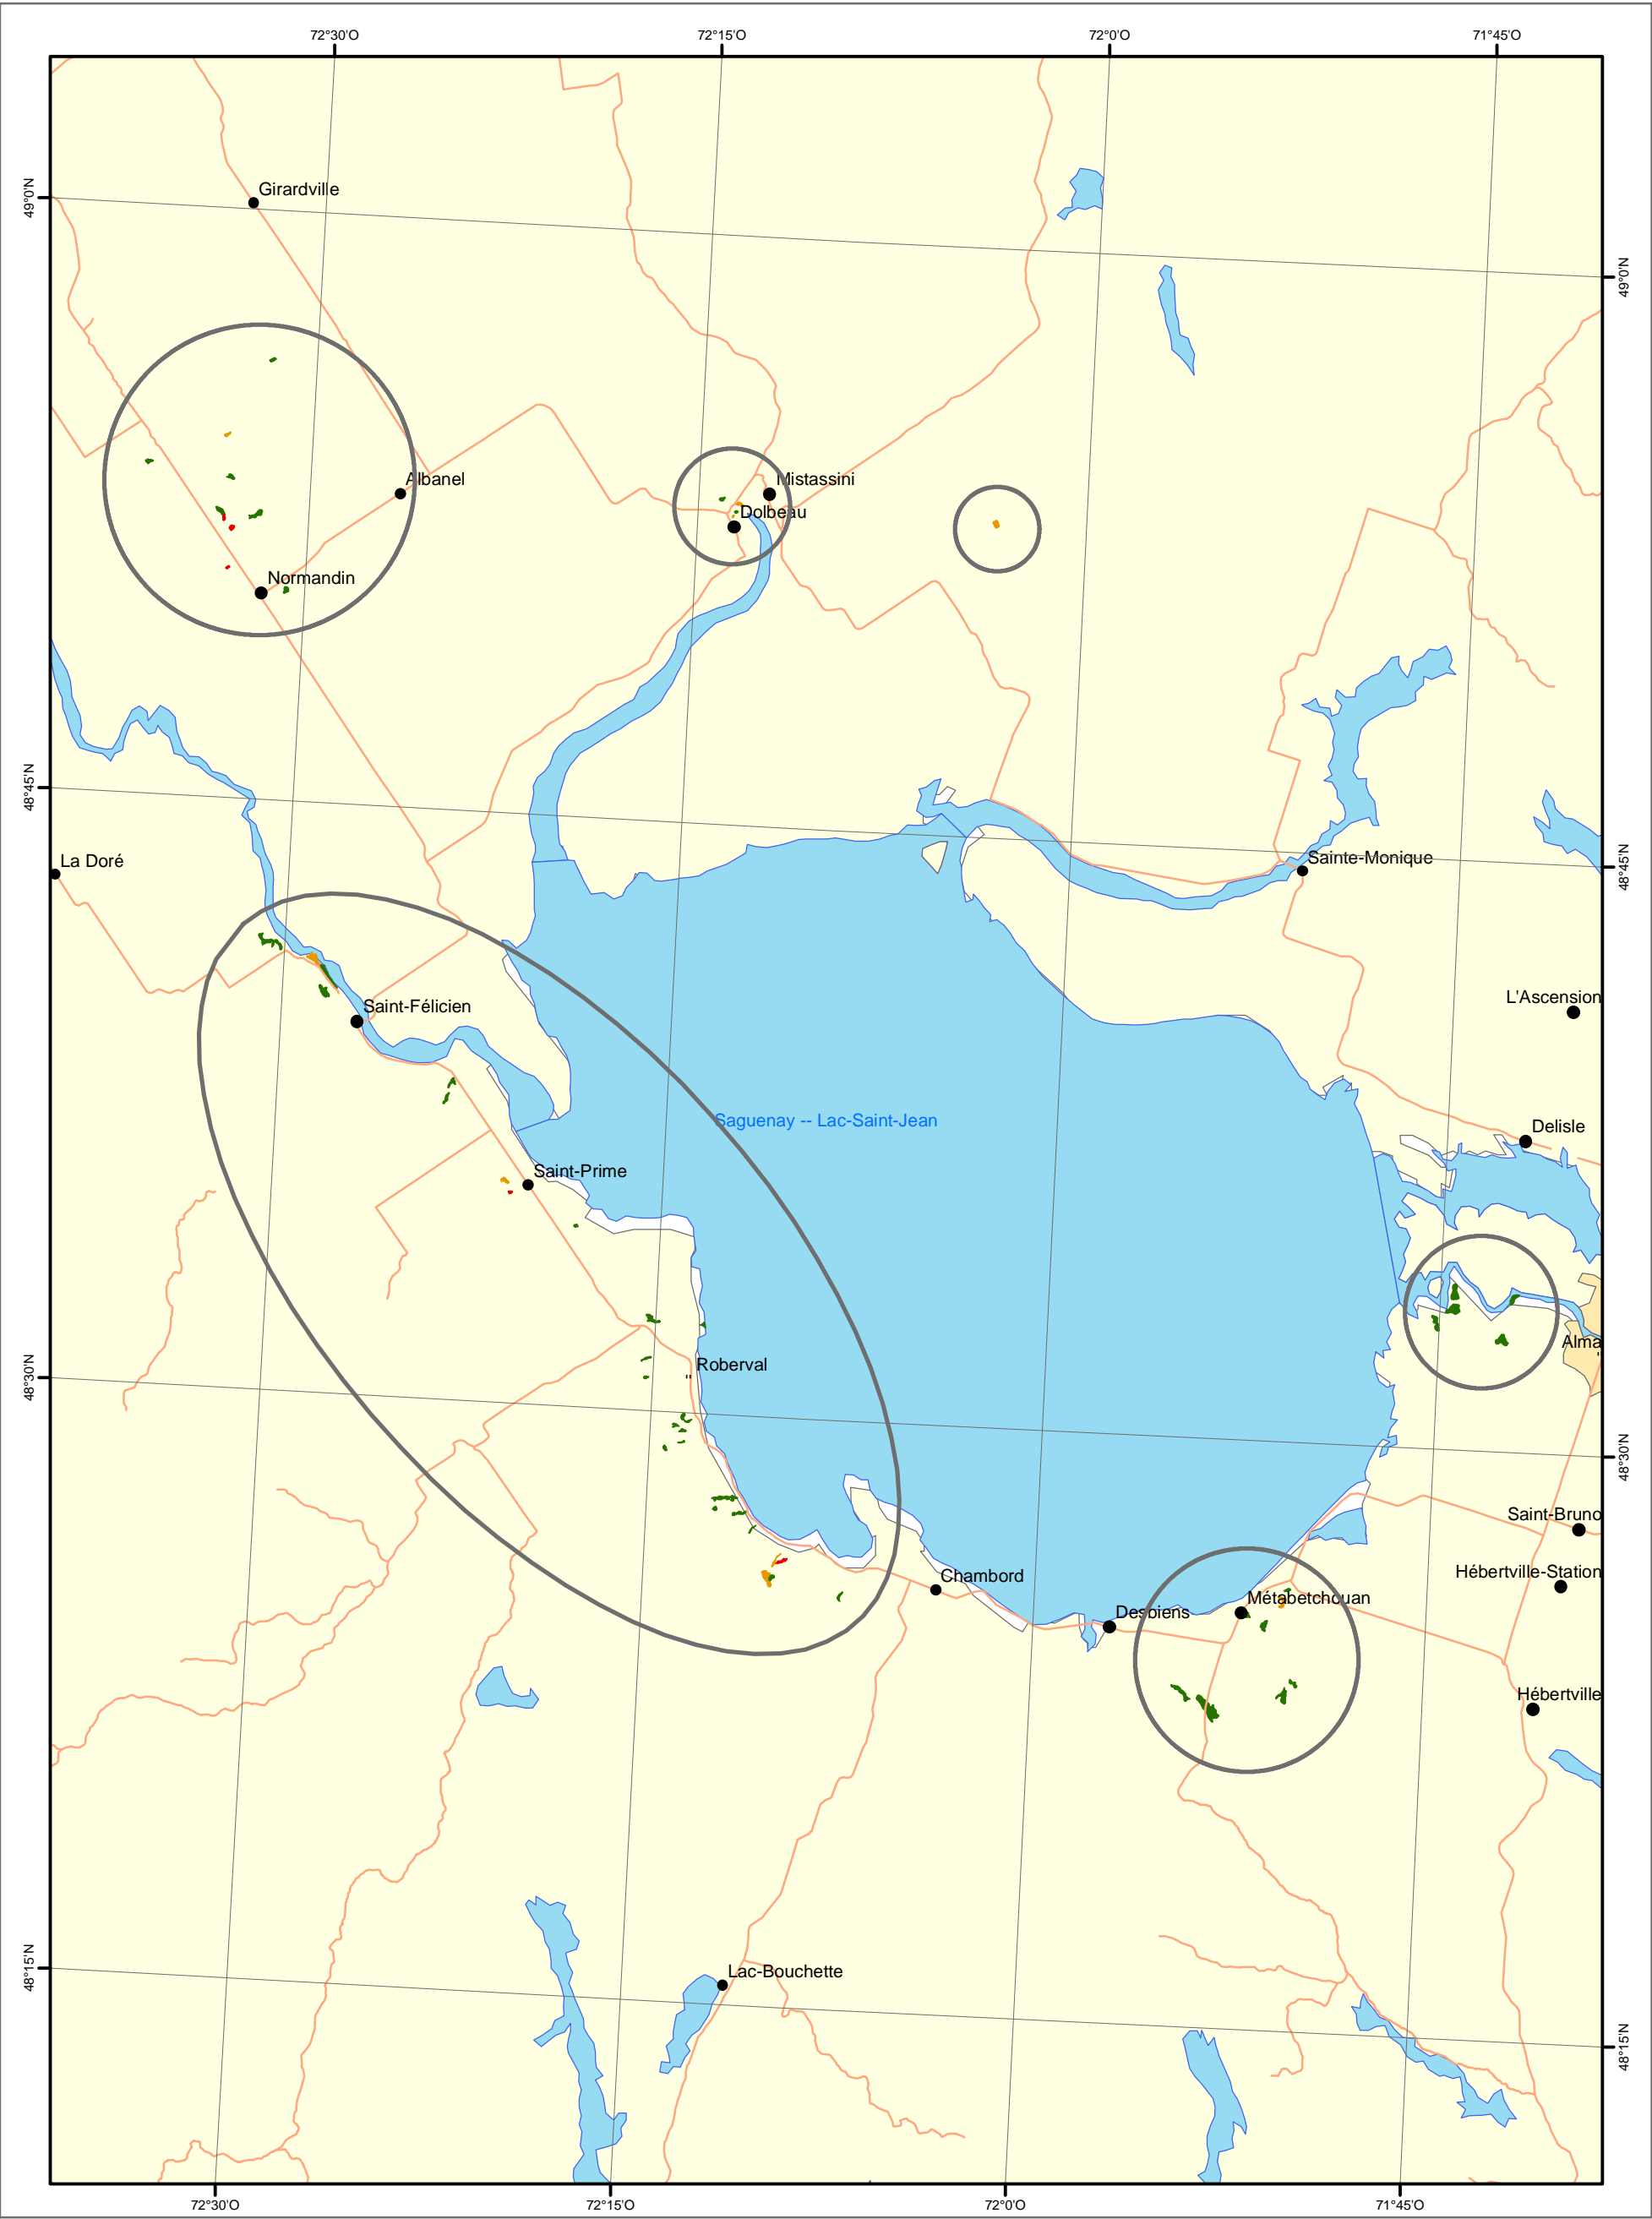 72°30'O
72°15'O
72°0'O
71°45'O
49°0'N
Girardville
49°0'N
Albanel
Mistassini
Dolbeau
Normandin
48°45'N
La Doré
Sainte-Monique
48°45'N
L'Ascension
Saint-Félicien
Saguenay -- Lac-Saint-Jean
Delisle
Saint-Prime
Alma
Roberval
48°30'N
48°30'N
Saint-Bruno
Hébertville-Station
Chambord
Métabetchouan
Desbiens
Hébertville
48°15'N
Lac-Bouchette
48°15'N
72°30'O
72°15'O
72°0'O
71°45'O